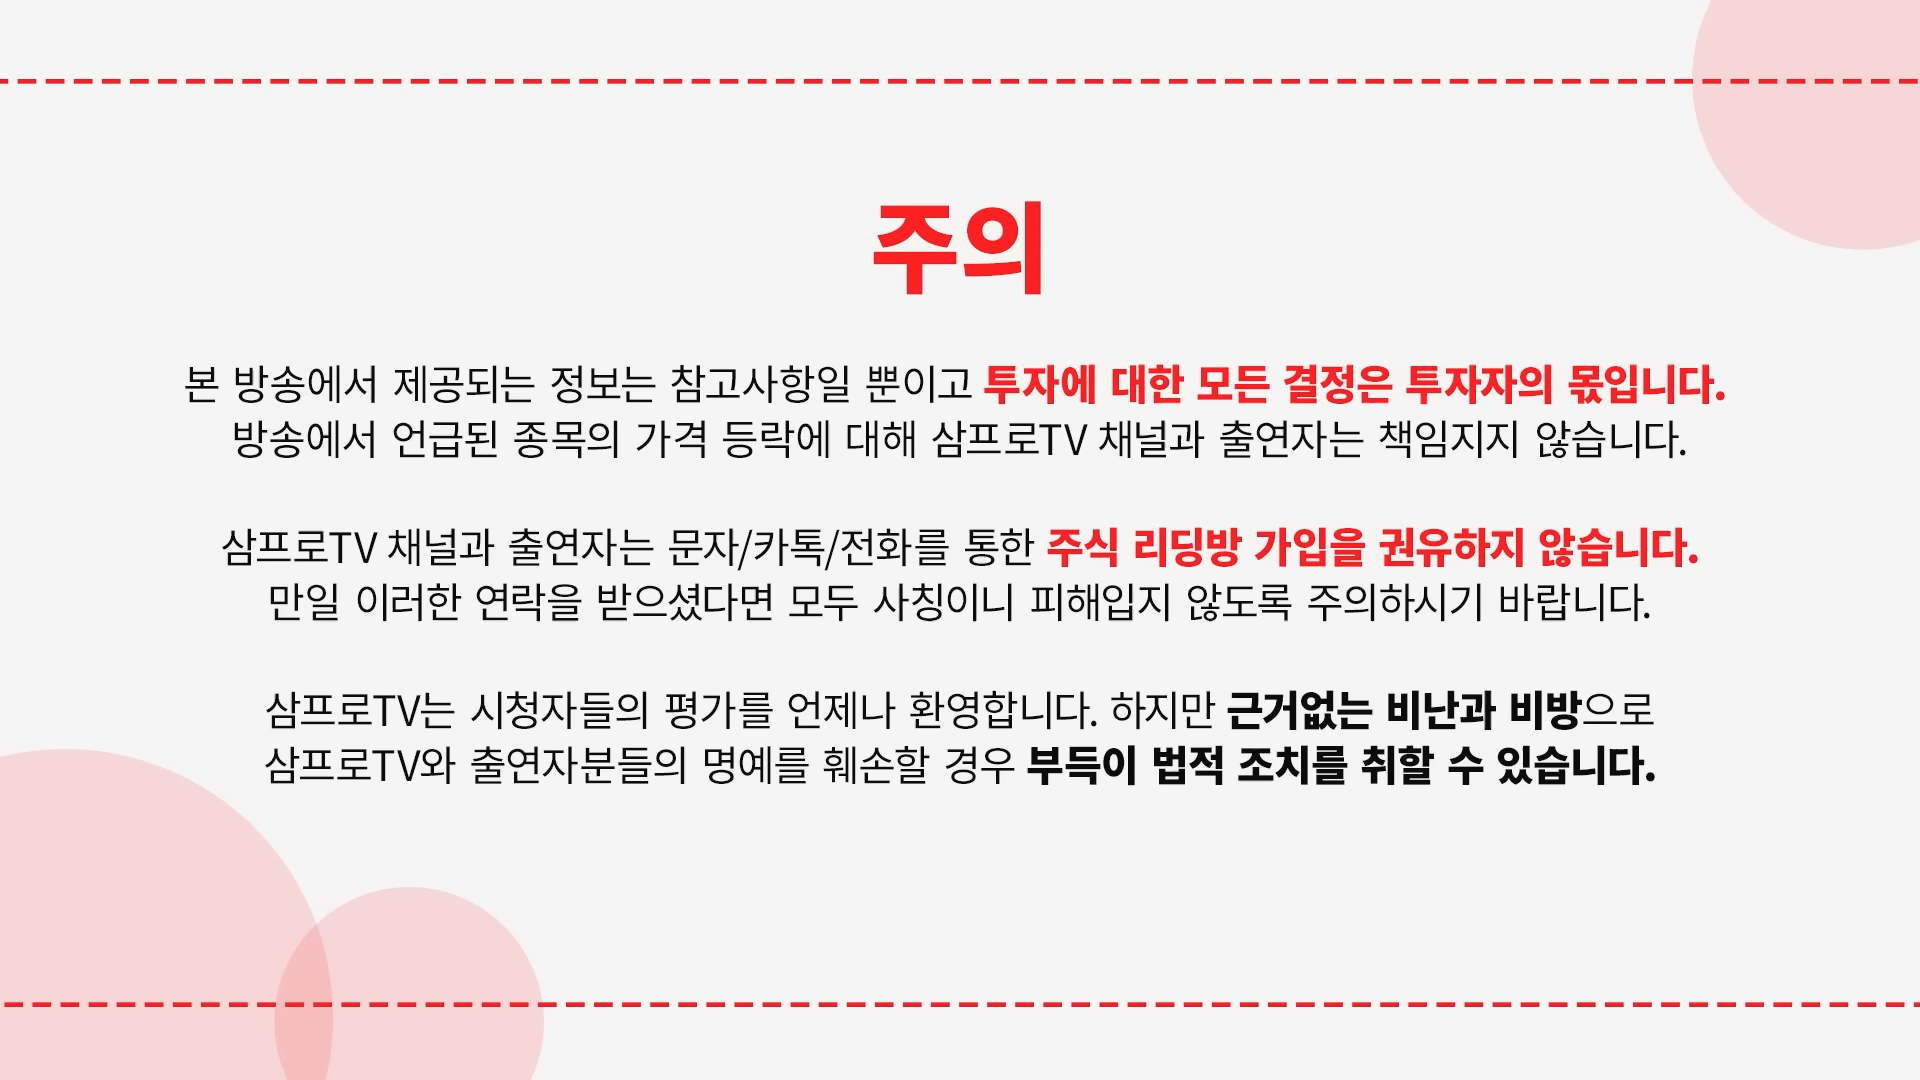 주의
본 방송에서 제공되는 정보는 참고사항일 뿐이고 투자에 대한 모든 결정은 투자자의 몫입니다.
방송에서 언급된 종목의 가격 등락에 대해 삼프로TV 채널과 출연자는 책임지지 않습니다.
삼프로TV 채널과 출연자는 문자/카톡/전화를 통한 주식 리딩방 가입을 권유하지 않습니다.
만일 이러한 연락을 받으셨다면 모두 사칭이니 피해입지 않도록 주의하시기 바랍니다.
삼프로TV는 시청자들의 평가를 언제나 환영합니다. 하지만 근거없는 비난과 비방으로
삼프로TV와 출연자분들의 명예를 훼손할 경우 부득이 법적 조치를 취할 수 있습니다.